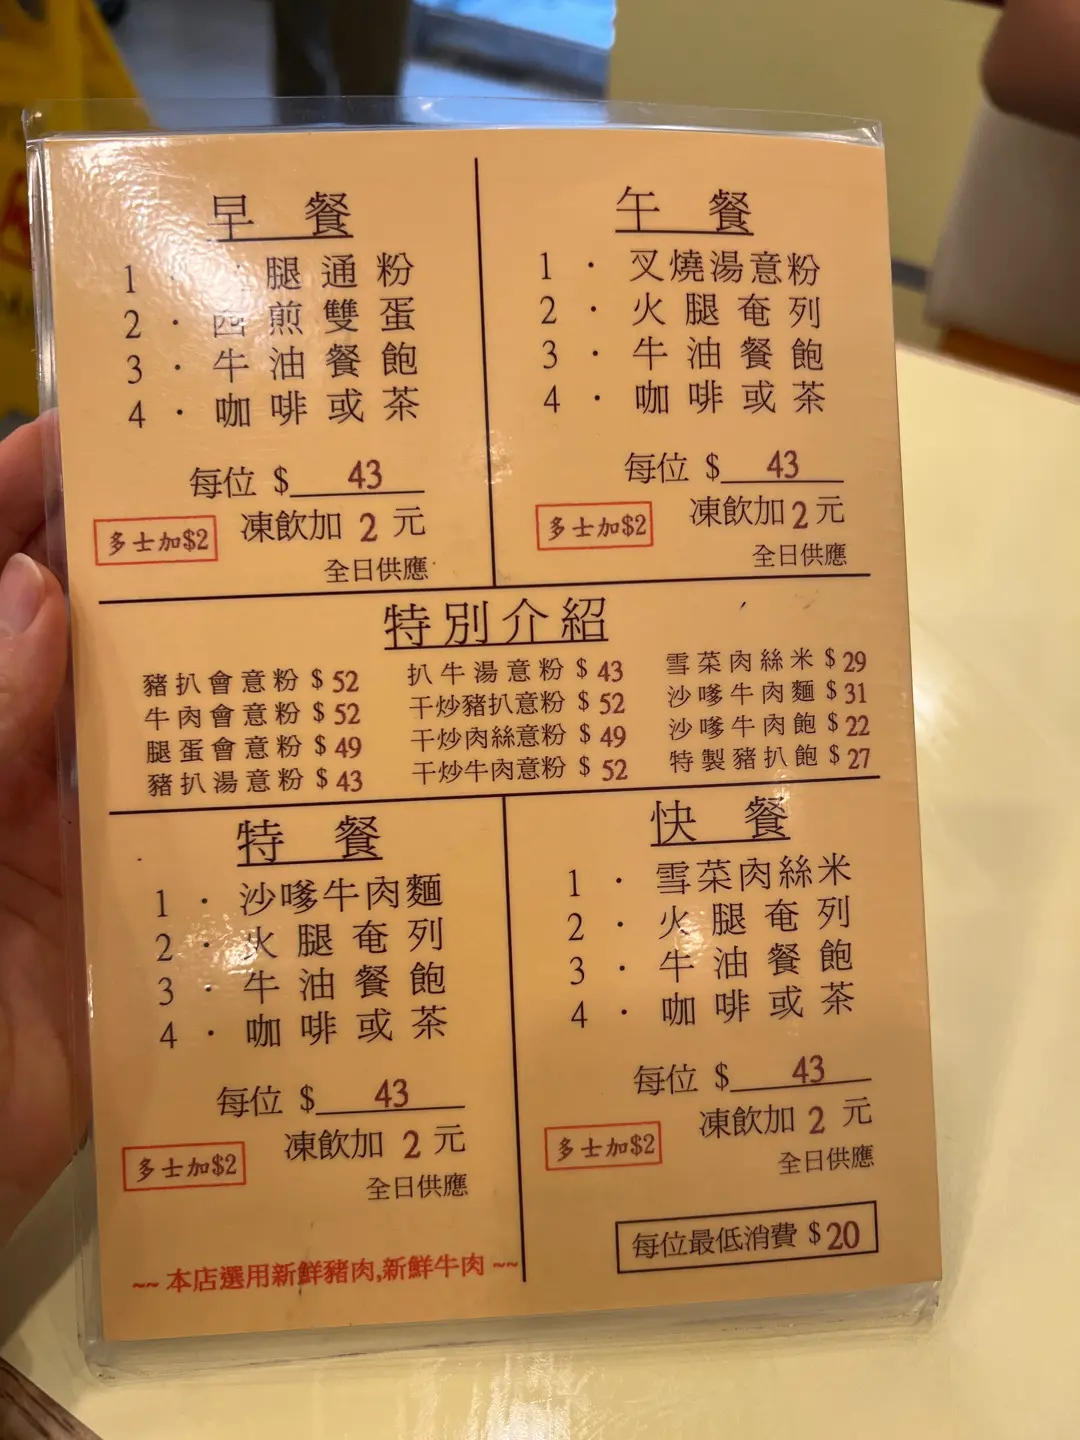 早餐
1・腿通粉
2・西煎雙蛋
3・牛油餐飽
4・咖啡或茶
每位 $ 43
多士加$2 凍飲加 2 元
全日供應
午餐
1・叉燒湯意粉
2・火腿奄列
3・牛油餐飽
4・咖啡或茶
每位 $ 43
多士加$2 凍飲加 2 元
全日供應
特別介紹
豬扒會意粉 $ 52
牛肉會意粉 $ 52
腿蛋會意粉 $ 49
豬扒湯意粉 $ 43
扒牛湯意粉 $ 43
干炒豬扒意粉 $ 52
干炒肉絲意粉 $ 49
干炒牛肉意粉 $ 52
雪菜肉絲米 $ 29
沙嗲牛肉麵 $ 31
沙嗲牛肉飽 $ 22
特製豬扒飽 $ 27
特餐
1・沙嗲牛肉麵
2・火腿奄列
3・牛油餐飽
4・咖啡或茶
每位 $ 43
多士加$2 凍飲加 2 元
全日供應
~~ 本店選用新鮮豬肉,新鮮牛肉 ~~
快餐
1・雪菜肉絲米
2・火腿奄列
3・牛油餐飽
4・咖啡或茶
每位 $ 43
多士加$2 凍飲加 2 元
全日供應
每位最低消費 $ 20